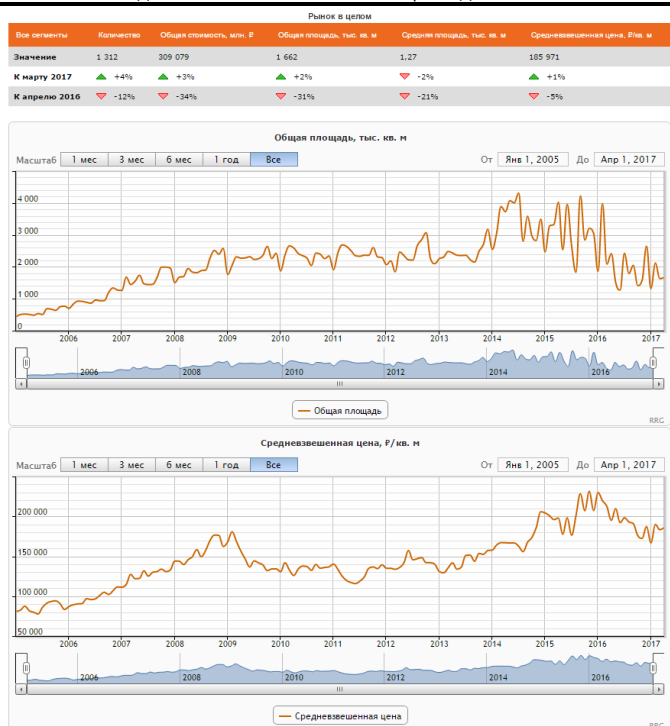 Рынок в целом
Все сегменты Количество Общая стоимость, млн. ₽ Общая площадь, тыс. кв. м Средняя площадь, тыс. кв. м Средневзвешенная цена, ₽/кв. м
Значение 1 312 309 079 1 662 1,27 185 971
К марту 2017 +4% +3% +2% -2% +1%
К апрелю 2016 -12% -34% -31% -21% -5%
Общая площадь, тыс. кв. м
Масштаб 1 мес 3 мес 6 мес 1 год Все От Янв 1, 2005 До Апр 1, 2017
4 000
3 000
2 000
1 000
0
2006 2007 2008 2009 2010 2011 2012 2013 2014 2015 2016 2017
2006 2008 2010 2012 2014 2016
Общая площадь
RRG
Средневзвешенная цена, ₽/кв. м
Масштаб 1 мес 3 мес 6 мес 1 год Все От Янв 1, 2005 До Апр 1, 2017
200 000
150 000
100 000
50 000
2006 2007 2008 2009 2010 2011 2012 2013 2014 2015 2016 2017
2006 2008 2010 2012 2014 2016
Средневзвешенная цена
RRG